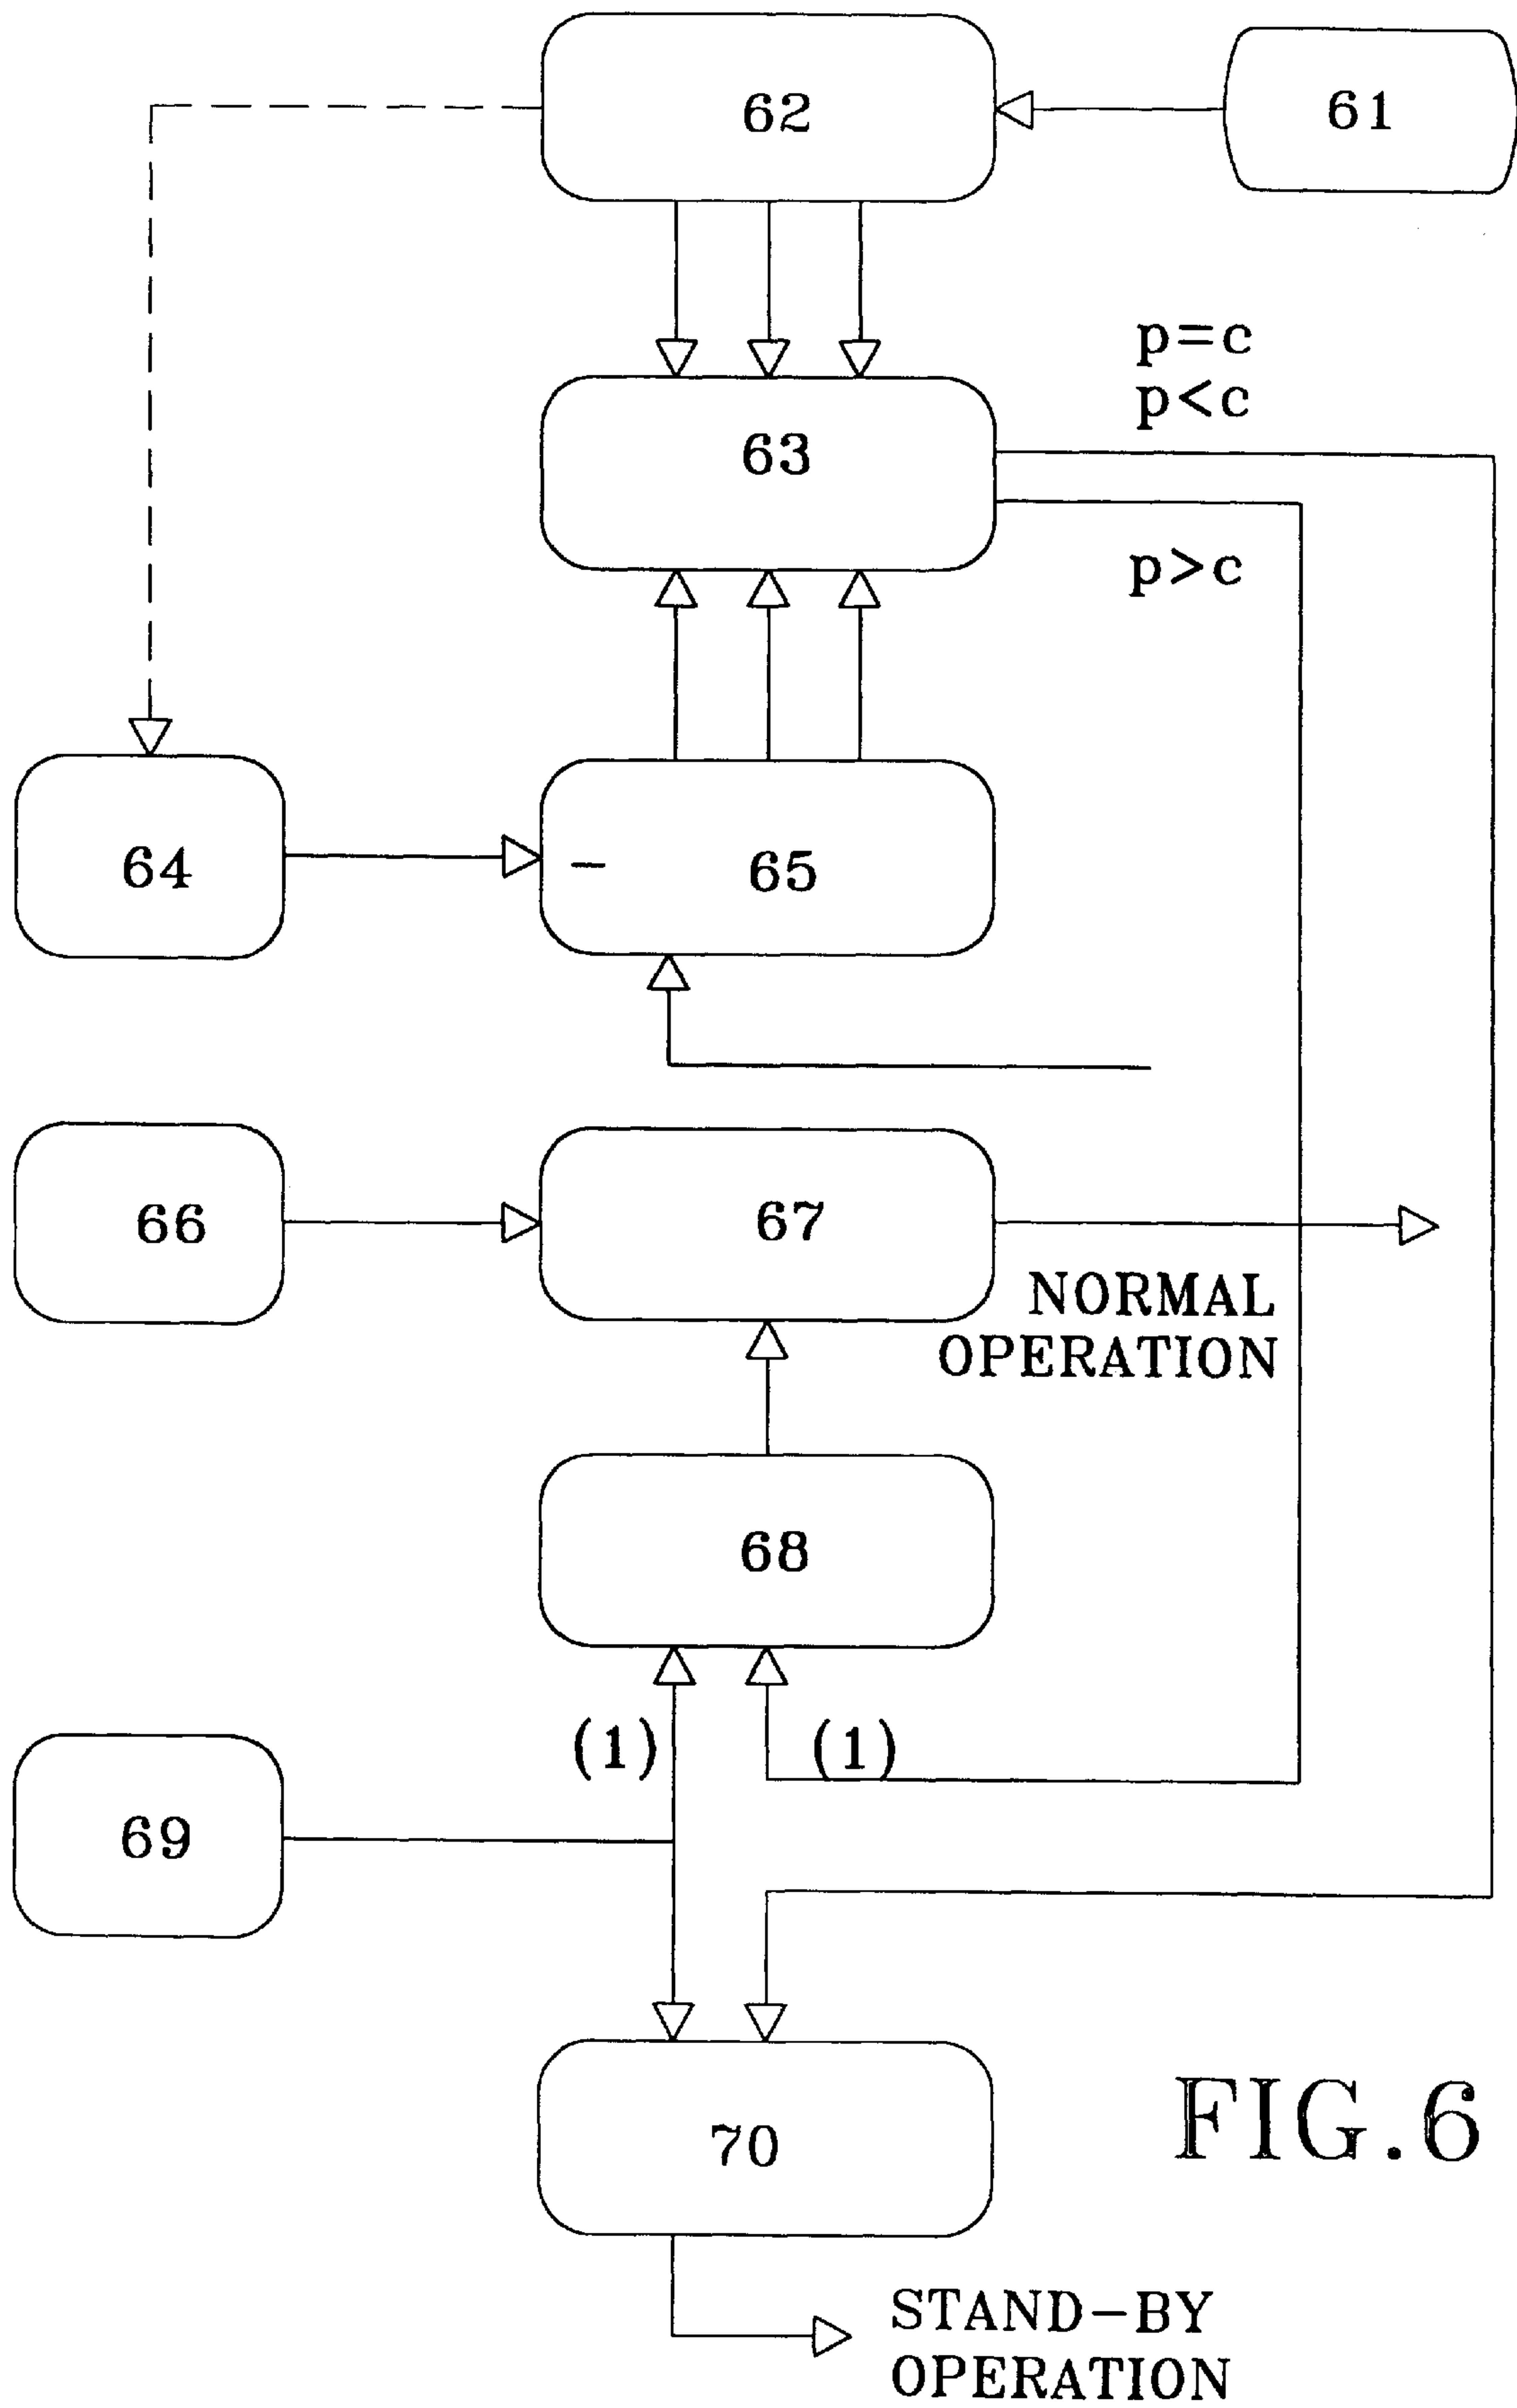 62
61
p=c
p<c
63
p>c
64
- 65
66
67
NORMAL
OPERATION
68
(1) (1)
69
70
FIG.6
STAND-BY
OPERATION